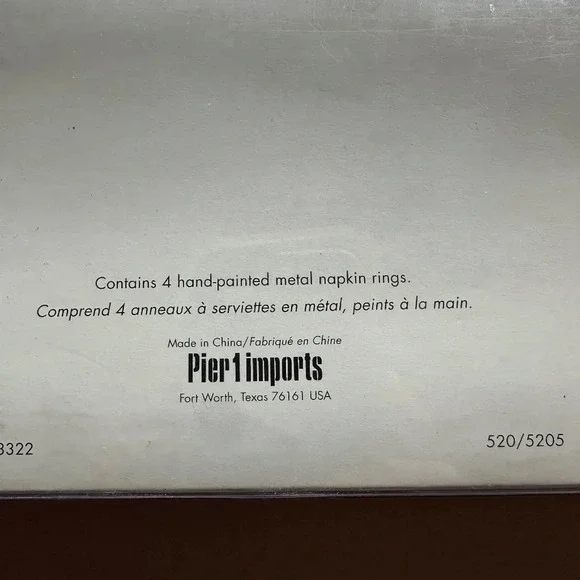 Contains 4 hand-painted metal napkin rings.
Comprend 4 anneaux à serviettes en métal, peints à la main.
Made in China/Fabriqué en Chine
Pier 1 imports
Fort Worth, Texas 76161 USA
3322
520/5205